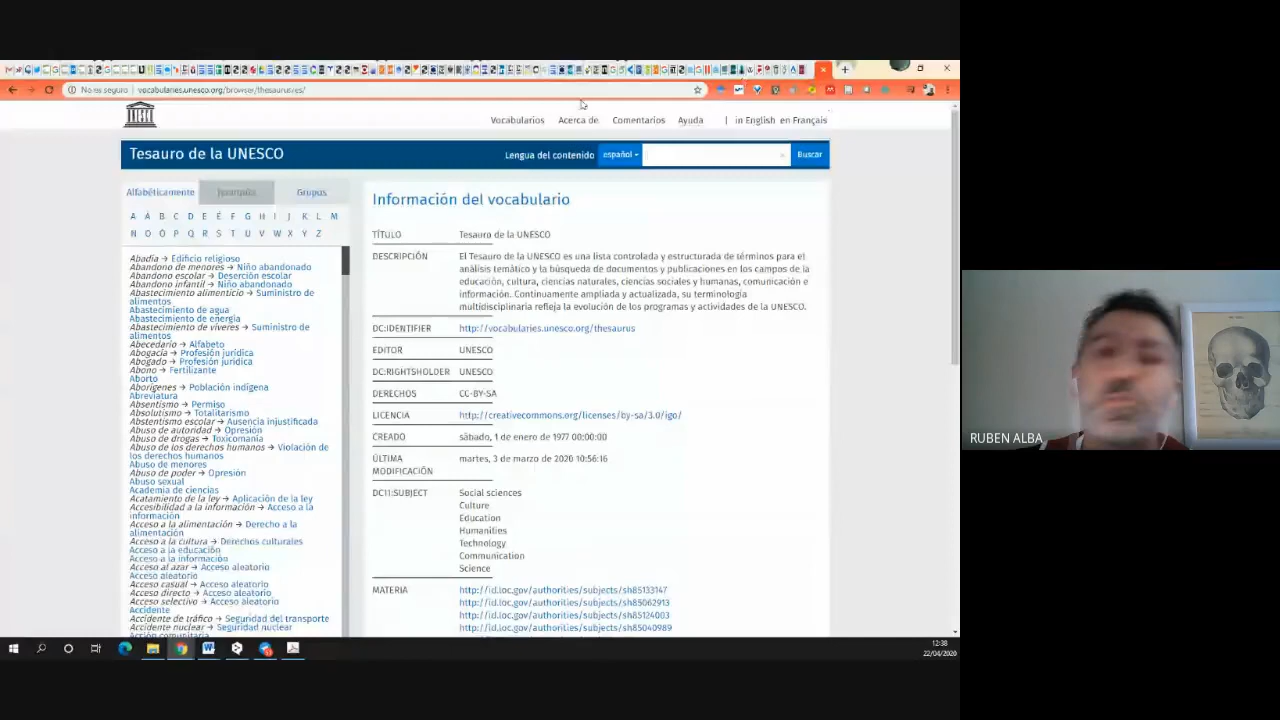 No es seguro | vocabularies.unesco.org/browser/thesaurus/es/
Vocabularios Acerca de Comentarios Ayuda | in English en Français
Tesauro de la UNESCO
Lengua del contenido español Buscar
Alfabéticamente Jerarquía Grupos
A Á B C D E É F G H I J K L M
N O Ó P Q R S T U V W X Y Z
Abadía → Edificio religioso
Abandono de menores → Niño abandonado
Abandono escolar → Deserción escolar
Abandono infantil → Niño abandonado
Abastecimiento alimenticio → Suministro de
alimentos
Abastecimiento de agua
Abastecimiento de energía
Abastecimiento de víveres → Suministro de
alimentos
Abecedario → Alfabeto
Abogacía → Profesión jurídica
Abogado → Profesión jurídica
Abono → Fertilizante
Aborto
Aborígenes → Población indígena
Abreviatura
Absentismo → Permiso
Absolutismo → Totalitarismo
Abstentismo escolar → Ausencia injustificada
Abuso de autoridad → Opresión
Abuso de drogas → Toxicomanía
Abuso de los derechos humanos → Violación de
los derechos humanos
Abuso de menores
Abuso de poder → Opresión
Abuso sexual
Academia de ciencias
Acatamiento de la ley → Aplicación de la ley
Accesibilidad a la información → Acceso a la
información
Acceso a la alimentación → Derecho a la
alimentación
Acceso a la cultura → Derechos culturales
Acceso a la educación
Acceso a la información
Acceso al azar → Acceso aleatorio
Acceso aleatorio
Acceso casual → Acceso aleatorio
Acceso directo → Acceso aleatorio
Acceso selectivo → Acceso aleatorio
Accidente
Accidente de tráfico → Seguridad del transporte
Accidente nuclear → Seguridad nuclear
Acción comunitaria
Información del vocabulario
TÍTULO Tesauro de la UNESCO
DESCRIPCIÓN El Tesauro de la UNESCO es una lista controlada y estructurada de términos para el
análisis temático y la búsqueda de documentos y publicaciones en los campos de la
educación, cultura, ciencias naturales, ciencias sociales y humanas, comunicación e
información. Continuamente ampliada y actualizada, su terminología
multidisciplinaria refleja la evolución de los programas y actividades de la UNESCO.
DC:IDENTIFIER http://vocabularies.unesco.org/thesaurus
EDITOR UNESCO
DC:RIGHTSHOLDER UNESCO
DERECHOS CC-BY-SA
LICENCIA http://creativecommons.org/licenses/by-sa/3.0/igo/
CREADO sábado, 1 de enero de 1977 00:00:00
ÚLTIMA martes, 3 de marzo de 2020 10:56:16
MODIFICACIÓN
DC11:SUBJECT Social sciences
Culture
Education
Humanities
Technology
Communication
Science
MATERIA http://id.loc.gov/authorities/subjects/sh85133147
http://id.loc.gov/authorities/subjects/sh85062913
http://id.loc.gov/authorities/subjects/sh85124003
http://id.loc.gov/authorities/subjects/sh85040989
12:38
22/04/2020
RUBEN ALBA